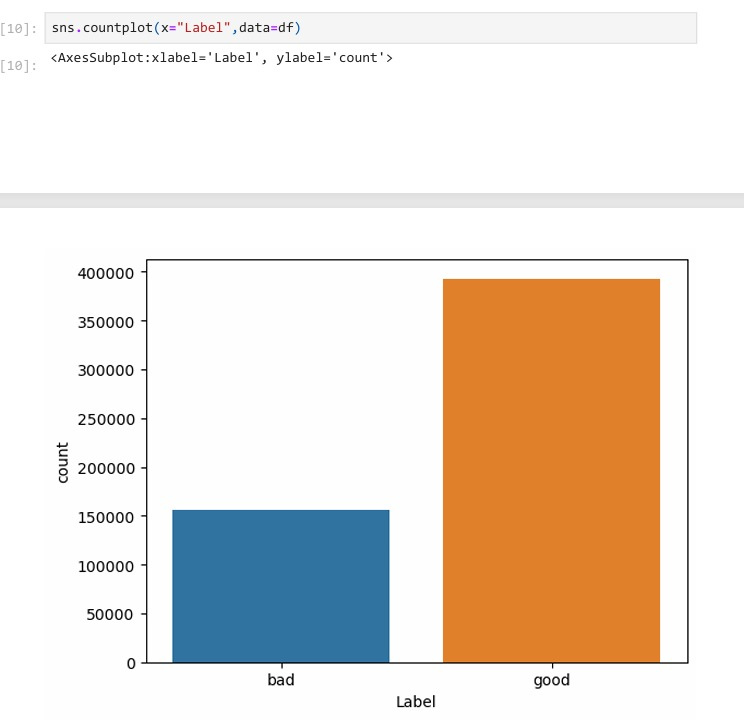 [10]: sns.countplot(x="Label",data=df)
[10]: <AxesSubplot:xlabel='Label', ylabel='count'>
400000
350000
300000
250000
200000
150000
100000
50000
0
count
bad good
Label